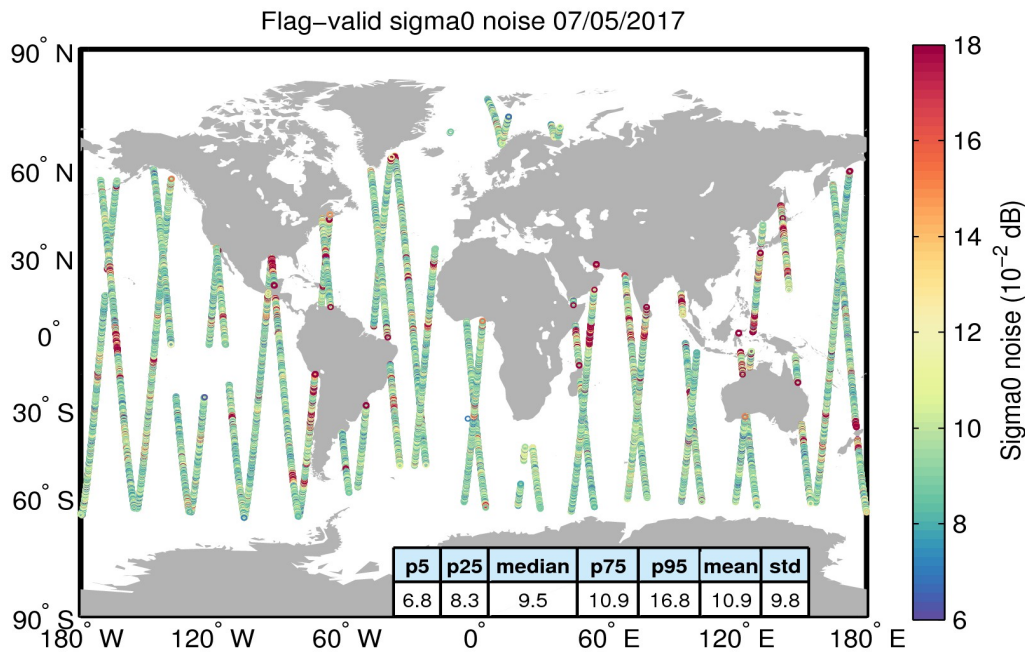 Flag−valid sigma0 noise 07/05/2017
90° N
60° N
30° N
0°
30° S
60° S
90° S
180° W
120° W
60° W
0°
60° E
120° E
180° E
p5 p25 median p75 p95 mean std
6.8 8.3 9.5 10.9 16.8 10.9 9.8
18
16
14
12
10
8
6
Sigma0 noise (10⁻² dB)